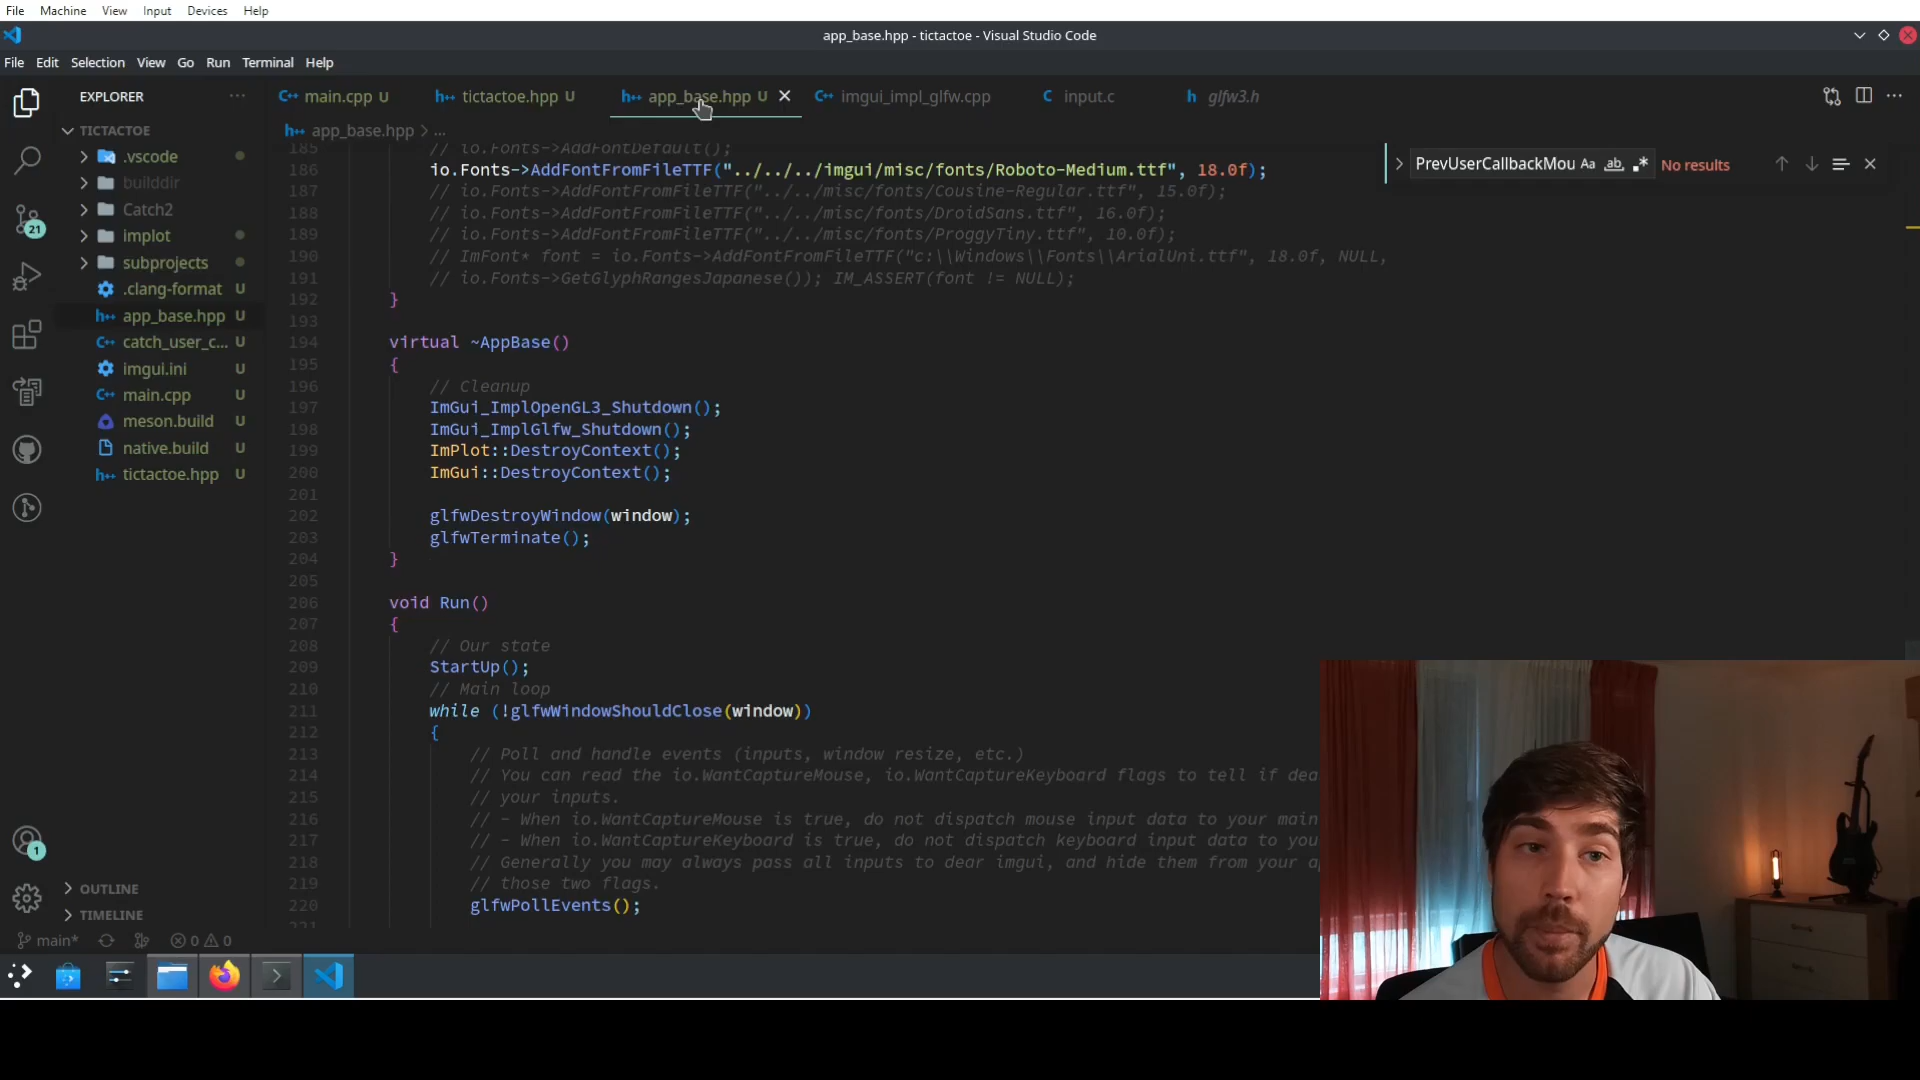 File Machine View Input Devices Help
app_base.hpp - tictactoe - Visual Studio Code
File Edit Selection View Go Run Terminal Help
EXPLORER
TICTACTOE
.vscode
builddir
Catch2
implot
subprojects
.clang-format U
app_base.hpp U
catch_user_c... U
imgui.ini U
main.cpp U
meson.build U
native.build U
tictactoe.hpp U
OUTLINE
TIMELINE
21
1
main.cpp U tictactoe.hpp U app_base.hpp U imgui_impl_glfw.cpp C input.c h glfw3.h
app_base.hpp > ...
PrevUserCallbackMou Aa ab No results
185 // io.Fonts->AddFontDefault();
186 io.Fonts->AddFontFromFileTTF("../../../imgui/misc/fonts/Roboto-Medium.ttf", 18.0f);
187 // io.Fonts->AddFontFromFileTTF("../../misc/fonts/Cousine-Regular.ttf", 15.0f);
188 // io.Fonts->AddFontFromFileTTF("../../misc/fonts/DroidSans.ttf", 16.0f);
189 // io.Fonts->AddFontFromFileTTF("../../misc/fonts/ProggyTiny.ttf", 10.0f);
190 // ImFont* font = io.Fonts->AddFontFromFileTTF("c:\\Windows\\Fonts\\ArialUni.ttf", 18.0f, NULL,
191 // io.Fonts->GetGlyphRangesJapanese()); IM_ASSERT(font != NULL);
192 }
193
194 virtual ~AppBase()
195 {
196 // Cleanup
197 ImGui_ImplOpenGL3_Shutdown();
198 ImGui_ImplGlfw_Shutdown();
199 ImPlot::DestroyContext();
200 ImGui::DestroyContext();
201
202 glfwDestroyWindow(window);
203 glfwTerminate();
204 }
205
206 void Run()
207 {
208 // Our state
209 StartUp();
210 // Main loop
211 while (!glfwWindowShouldClose(window))
212 {
213 // Poll and handle events (inputs, window resize, etc.)
214 // You can read the io.WantCaptureMouse, io.WantCaptureKeyboard flags to tell if dea
215 // your inputs.
216 // - When io.WantCaptureMouse is true, do not dispatch mouse input data to your main
217 // - When io.WantCaptureKeyboard is true, do not dispatch keyboard input data to you
218 // Generally you may always pass all inputs to dear imgui, and hide them from your a
219 // those two flags.
220 glfwPollEvents();
221
main* 0 0